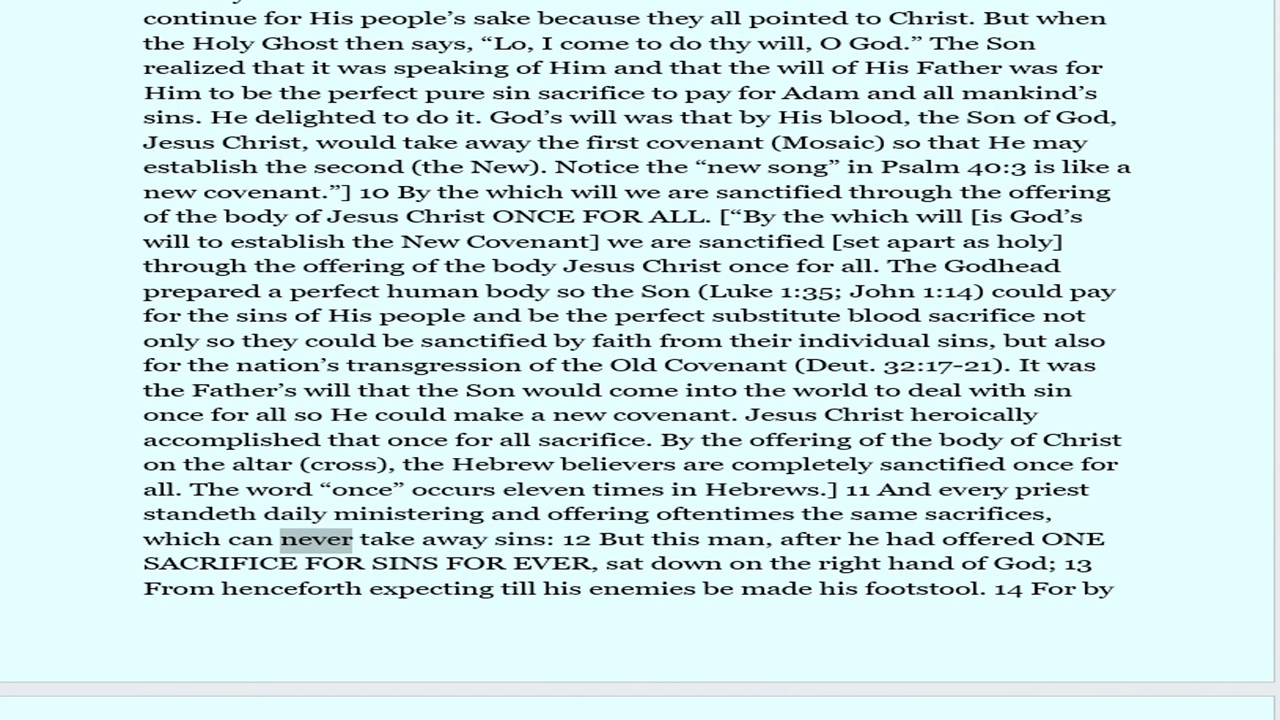 continue for His people’s sake because they all pointed to Christ. But when
the Holy Ghost then says, “Lo, I come to do thy will, O God.” The Son
realized that it was speaking of Him and that the will of His Father was for
Him to be the perfect pure sin sacrifice to pay for Adam and all mankind’s
sins. He delighted to do it. God’s will was that by His blood, the Son of God,
Jesus Christ, would take away the first covenant (Mosaic) so that He may
establish the second (the New). Notice the “new song” in Psalm 40:3 is like a
new covenant.”] 10 By the which will we are sanctified through the offering
of the body of Jesus Christ ONCE FOR ALL. [“By the which will [is God’s
will to establish the New Covenant] we are sanctified [set apart as holy]
through the offering of the body Jesus Christ once for all. The Godhead
prepared a perfect human body so the Son (Luke 1:35; John 1:14) could pay
for the sins of His people and be the perfect substitute blood sacrifice not
only so they could be sanctified by faith from their individual sins, but also
for the nation’s transgression of the Old Covenant (Deut. 32:17-21). It was
the Father’s will that the Son would come into the world to deal with sin
once for all so He could make a new covenant. Jesus Christ heroically
accomplished that once for all sacrifice. By the offering of the body of Christ
on the altar (cross), the Hebrew believers are completely sanctified once for
all. The word “once” occurs eleven times in Hebrews.] 11 And every priest
standeth daily ministering and offering oftentimes the same sacrifices,
which can never take away sins: 12 But this man, after he had offered ONE
SACRIFICE FOR SINS FOR EVER, sat down on the right hand of God; 13
From henceforth expecting till his enemies be made his footstool. 14 For by